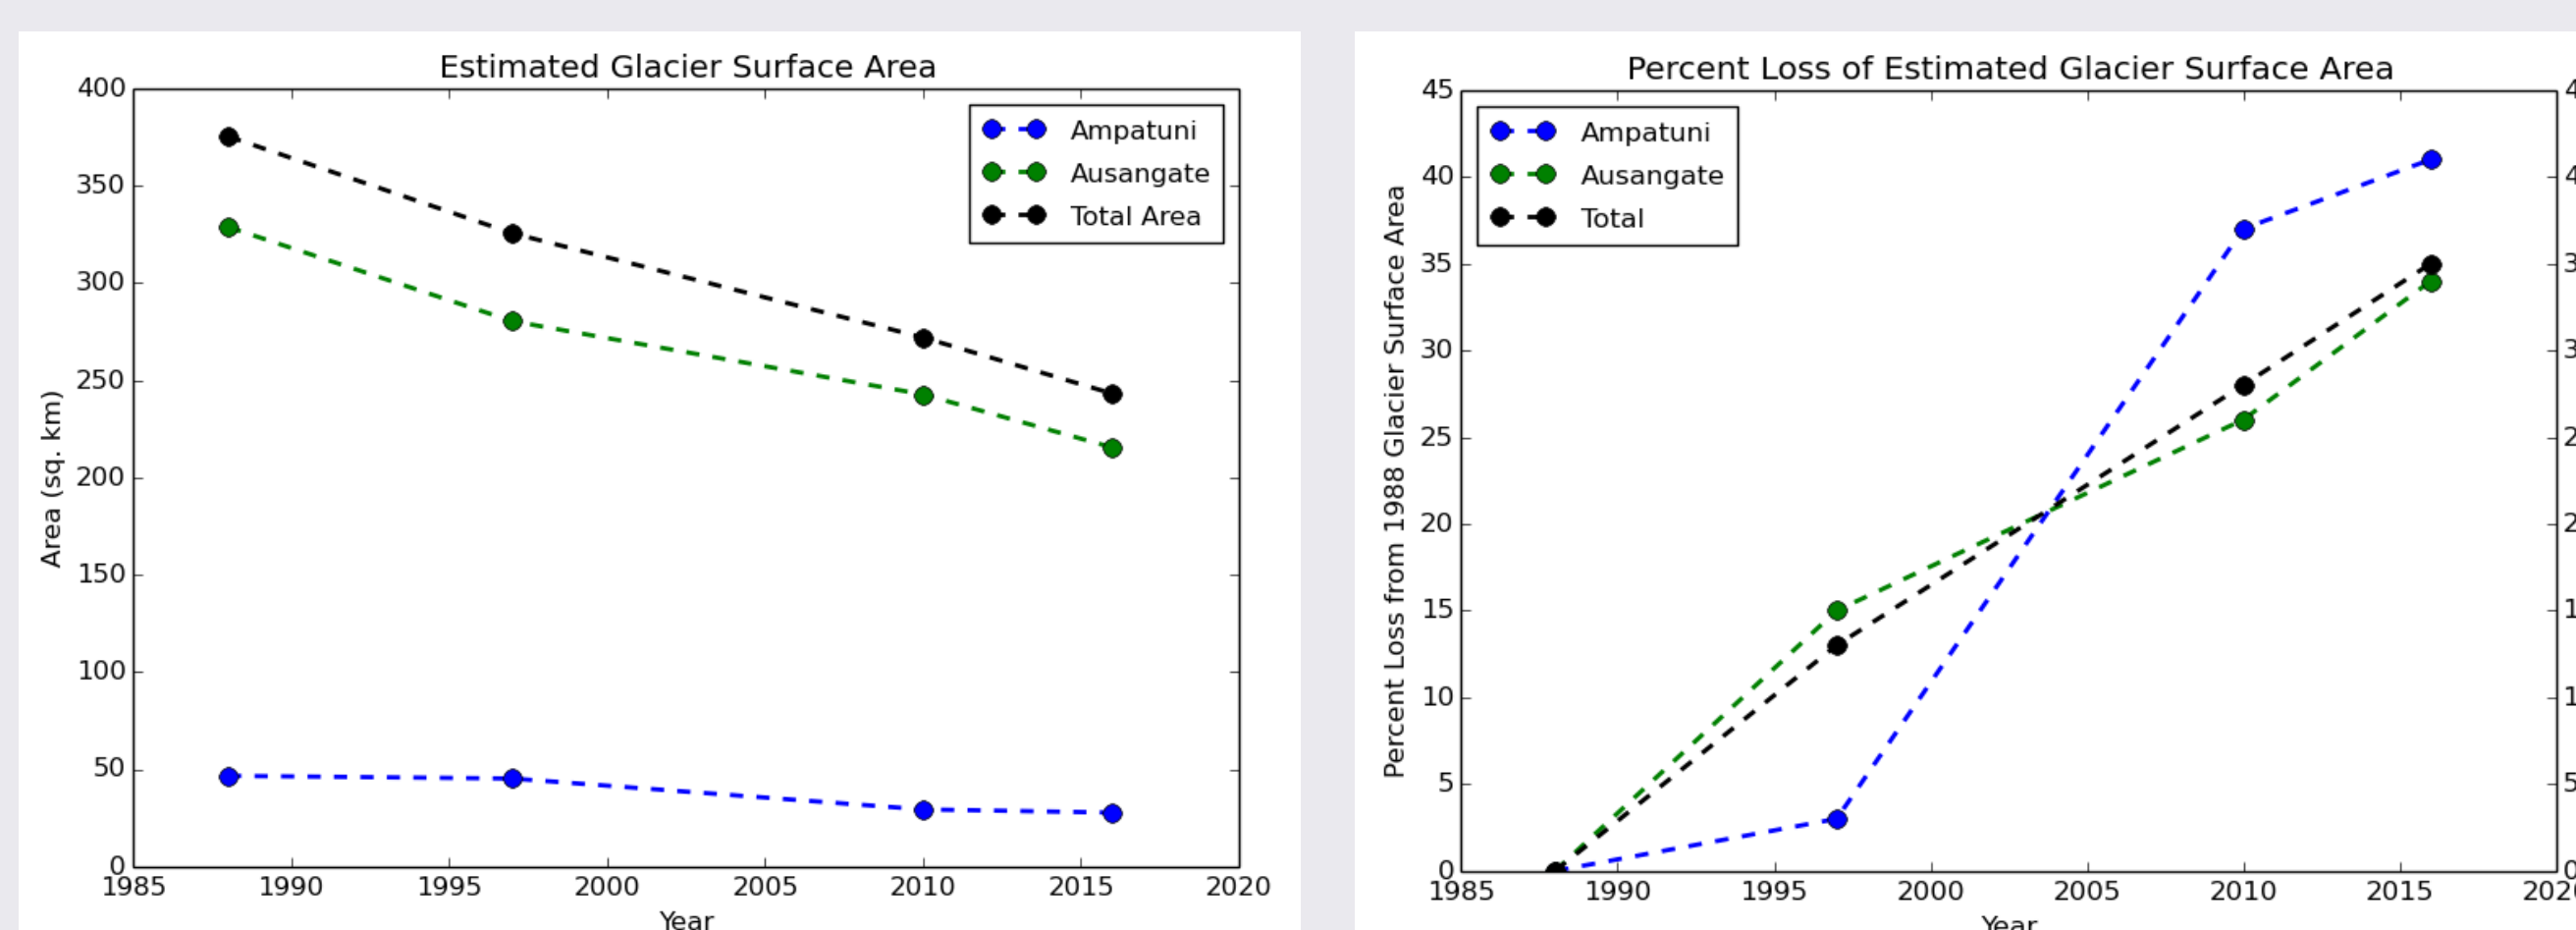 Estimated Glacier Surface Area
400
350
300
250
200
150
100
50
0
Area (sq. km)
Ampatuni
Ausangate
Total Area
1985 1990 1995 2000 2005 2010 2015 2020
Year
Percent Loss of Estimated Glacier Surface Area
45
40
35
30
25
20
15
10
5
0
Percent Loss from 1988 Glacier Surface Area
Ampatuni
Ausangate
Total
1985 1990 1995 2000 2005 2010 2015
Year